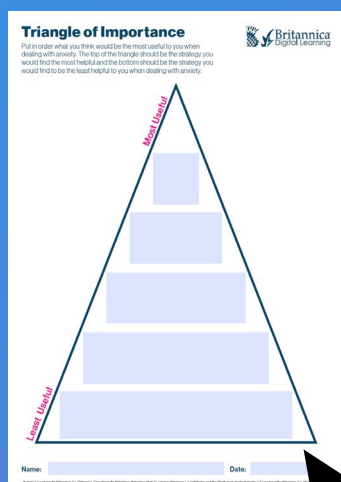 Triangle of Importance
Britannica
Digital Learning
Put in order what you think would be the most useful to you when
dealing with anxiety. The top of the triangle should be the strategy you
would find the most helpful and the bottom should be the strategy you
would find to be the least helpful to you when dealing with anxiety.
Most Useful
Least Useful
Name:
Date: